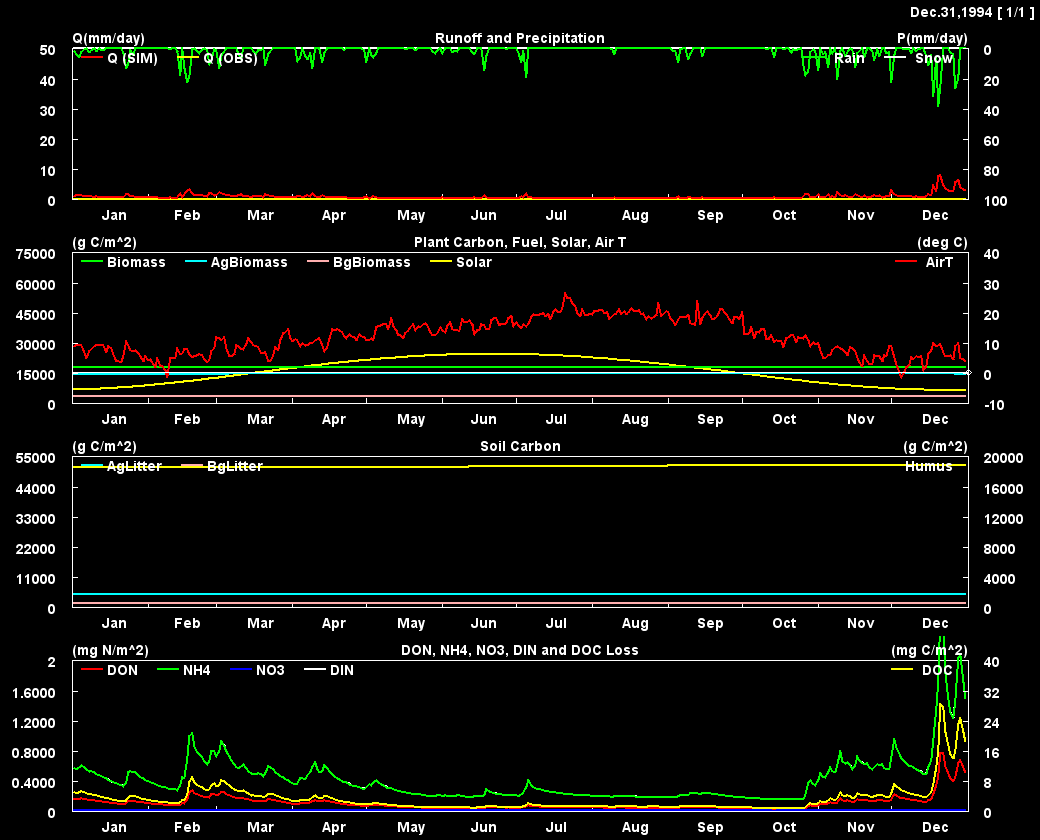 Dec.31,1994 [ 1/1 ]
Q(mm/day) Runoff and Precipitation P(mm/day)
50 Q (SIM) Q (OBS) Rain Snow 0
40 20
30 40
20 60
10 80
0 100
Jan Feb Mar Apr May Jun Jul Aug Sep Oct Nov Dec
(g C/m^2) Plant Carbon, Fuel, Solar, Air T (deg C)
75000 Biomass AgBiomass BgBiomass Solar AirT 40
60000 30
45000 20
30000 10
15000 0
0 -10
Jan Feb Mar Apr May Jun Jul Aug Sep Oct Nov Dec
(g C/m^2) Soil Carbon (g C/m^2)
55000 AgLitter BgLitter Humus 20000
44000 16000
33000 12000
22000 8000
11000 4000
0 0
Jan Feb Mar Apr May Jun Jul Aug Sep Oct Nov Dec
(mg N/m^2) DON, NH4, NO3, DIN and DOC Loss (mg C/m^2)
2 DON NH4 NO3 DIN DOC 40
1.6000 32
1.2000 24
0.8000 16
0.4000 8
0 0
Jan Feb Mar Apr May Jun Jul Aug Sep Oct Nov Dec